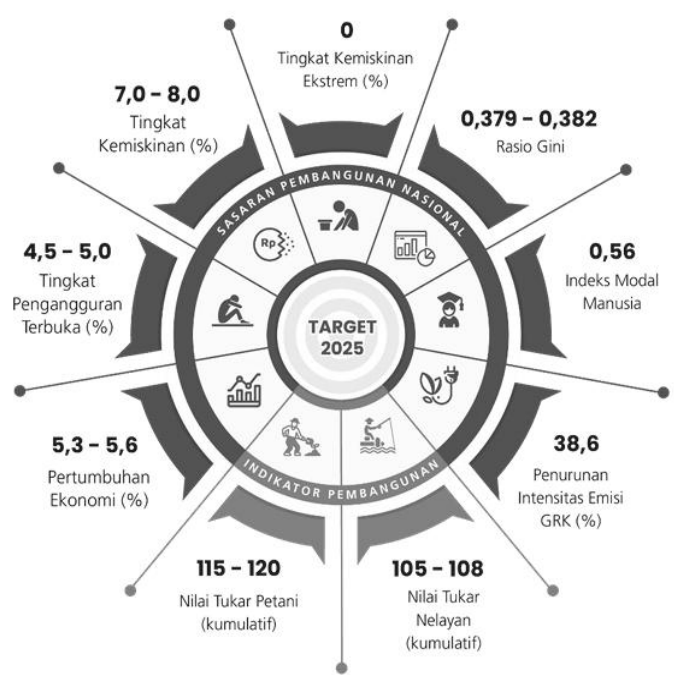 0
Tingkat Kemiskinan
Ekstrem (%)
7,0 – 8,0
Tingkat
Kemiskinan (%)
0,379 – 0,382
Rasio Gini
4,5 – 5,0
Tingkat
Pengangguran
Terbuka (%)
0,56
Indeks Modal
Manusia
SASARAN PEMBANGUNAN NASIONAL
Rp
TARGET
2025
INDIKATOR PEMBANGUNAN
5,3 – 5,6
Pertumbuhan
Ekonomi (%)
38,6
Penurunan
Intensitas Emisi
GRK (%)
115 – 120
Nilai Tukar Petani
(kumulatif)
105 – 108
Nilai Tukar
Nelayan
(kumulatif)